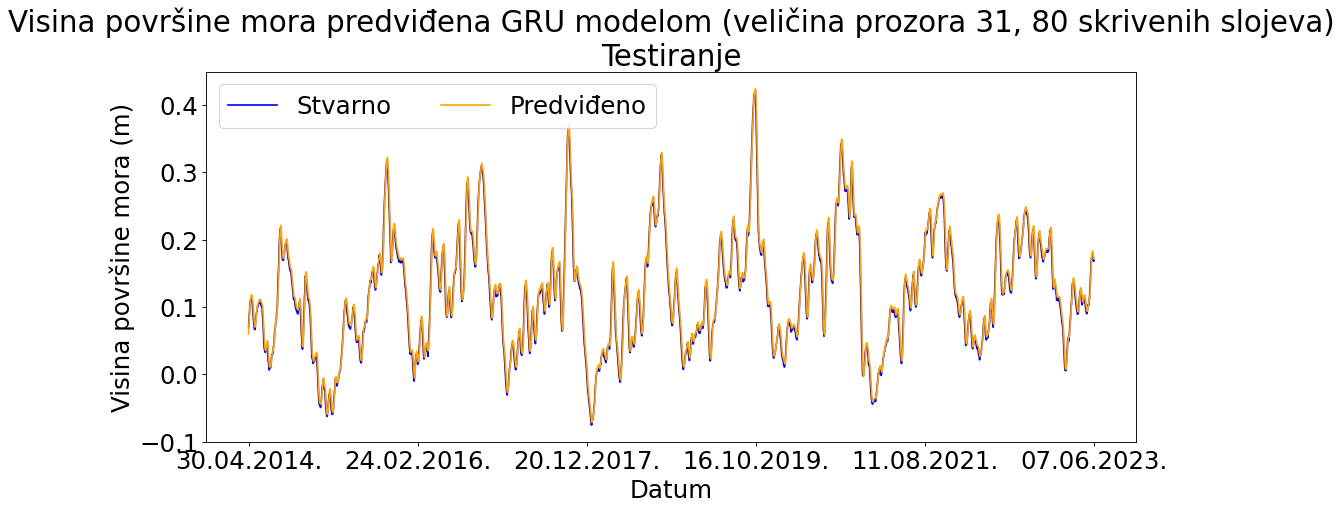 Visina površine mora predviđena GRU modelom (veličina prozora 31, 80 skrivenih slojeva)
Testiranje
Stvarno
Predviđeno
Visina površine mora (m)
0.4
0.3
0.2
0.1
0.0
−0.1
30.04.2014.
24.02.2016.
20.12.2017.
16.10.2019.
11.08.2021.
07.06.2023.
Datum